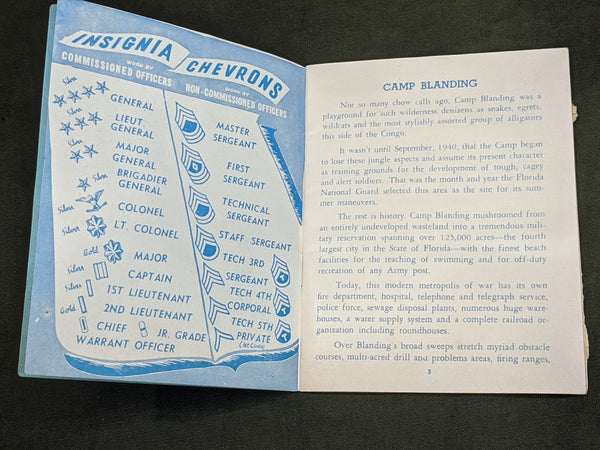 INSIGNIA
WORN BY
COMMISSIONED OFFICERS
CHEVRONS
WORN BY
NON-COMMISSIONED OFFICERS
Silver
GENERAL
Silver
LIEUT.
GENERAL
Silver
MAJOR
GENERAL
Silver
BRIGADIER
GENERAL
Silver
COLONEL
Silver
LT. COLONEL
Gold
MAJOR
Silver
CAPTAIN
Silver
1ST LIEUTENANT
Gold
2ND LIEUTENANT
CHIEF
JR. GRADE
WARRANT OFFICER
MASTER
SERGEANT
FIRST
SERGEANT
TECHNICAL
SERGEANT
STAFF SERGEANT
TECH 3RD
SERGEANT
TECH 4TH
CORPORAL
TECH 5TH
PRIVATE
(1st Class)
CAMP BLANDING
Not so many chow calls ago, Camp Blanding was a
playground for such wilderness denizens as snakes, egrets,
wildcats and the most stylishly assorted group of alligators
this side of the Congo.
It wasn't until September, 1940, that the Camp began
to lose these jungle aspects and assume its present character
as training grounds for the development of tough, cagey
and alert soldiers. That was the month and year the Florida
National Guard selected this area as the site for its sum-
mer maneuvers.
The rest is history. Camp Blanding mushroomed from
an entirely undeveloped wasteland into a tremendous mili-
tary reservation spanning over 125,000 acres—the fourth
largest city in the State of Florida—with the finest beach
facilities for the teaching of swimming and for off-duty
recreation of any Army post.
Today, this modern metropolis of war has its own
fire department, hospital, telephone and telegraph service,
police force, sewage disposal plants, numerous huge ware-
houses, a water supply system and a complete railroad or-
ganization including roundhouses.
Over Blanding's broad sweeps stretch myriad obstacle
courses, multi-acred drill and problems areas, firing ranges,
3